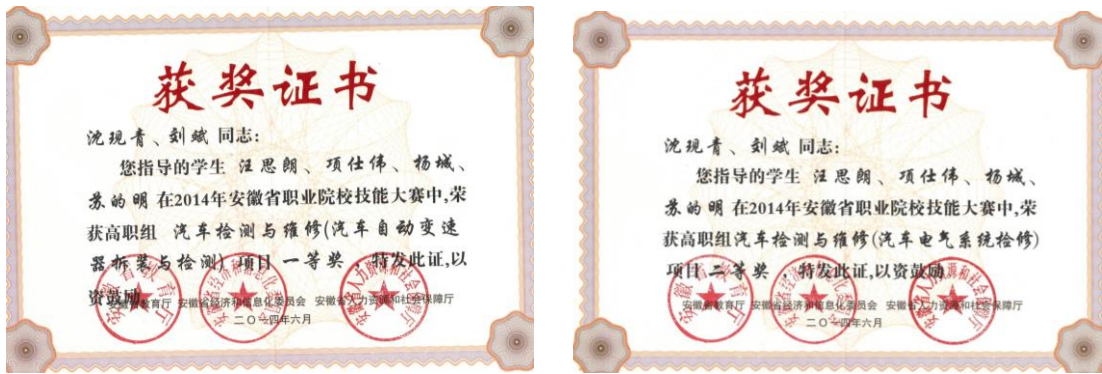 获奖证书
沈现青、刘斌 同志:
您指导的学生 汪思朗、项仕伟、杨城、
苏的明 在2014年安徽省职业院校技能大赛中,荣
获高职组 汽车检测与维修(汽车自动变速
器拆装与检测) 项目 一等奖 ，特发此证,以
资鼓励。
安徽省教育厅 安徽省经济和信息化委员会 安徽省人力资源和社会保障厅
二〇一四年六月
获奖证书
沈现青、刘斌 同志:
您指导的学生 汪思朗、项仕伟、杨城、
苏的明 在2014年安徽省职业院校技能大赛中,荣
获高职组汽车检测与维修(汽车电气系统检修)
项目 二等奖 ，特发此证,以资鼓励。
安徽省教育厅 安徽省经济和信息化委员会 安徽省人力资源和社会保障厅
二〇一四年六月